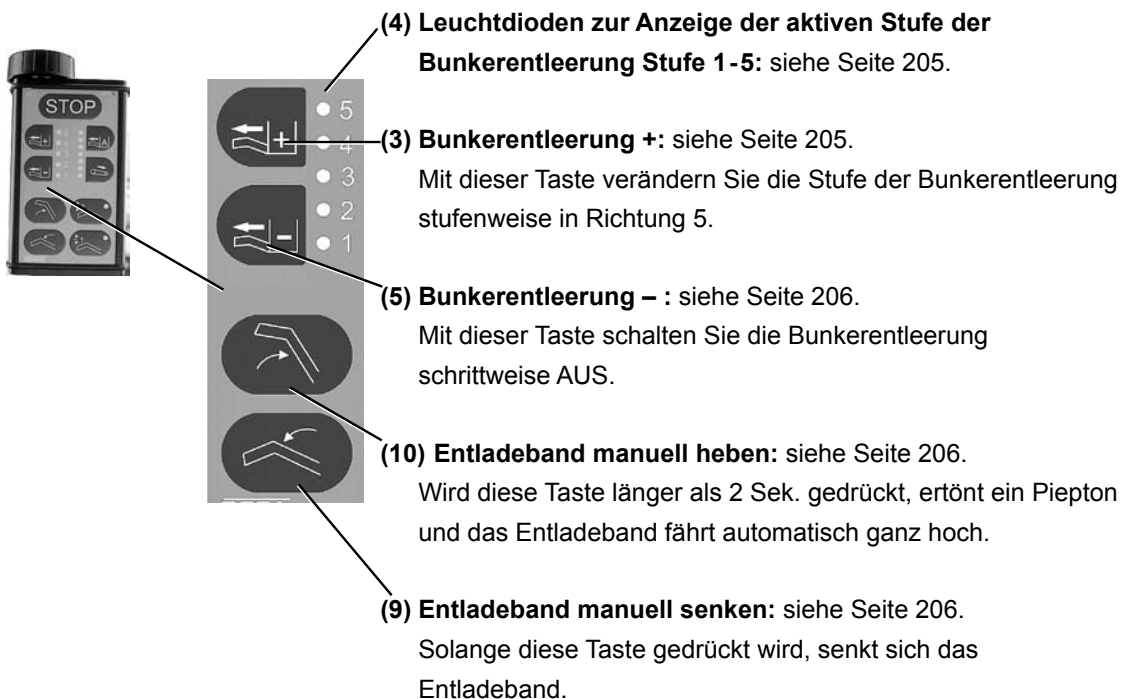 (4) Leuchtdioden zur Anzeige der aktiven Stufe der
Bunkerentleerung Stufe 1-5: siehe Seite 205.
STOP
5
4
3
2
1
(3) Bunkerentleerung +: siehe Seite 205.
Mit dieser Taste verändern Sie die Stufe der Bunkerentleerung
stufenweise in Richtung 5.
(5) Bunkerentleerung – : siehe Seite 206.
Mit dieser Taste schalten Sie die Bunkerentleerung
schrittweise AUS.
(10) Entladeband manuell heben: siehe Seite 206.
Wird diese Taste länger als 2 Sek. gedrückt, ertönt ein Piepton
und das Entladeband fährt automatisch ganz hoch.
(9) Entladeband manuell senken: siehe Seite 206.
Solange diese Taste gedrückt wird, senkt sich das
Entladeband.